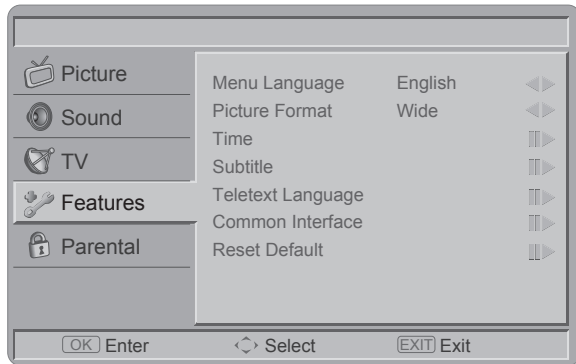 Picture
Sound
TV
Features
Parental
Menu Language English
Picture Format Wide
Time
Subtitle
Teletext Language
Common Interface
Reset Default
OK Enter Select EXIT Exit